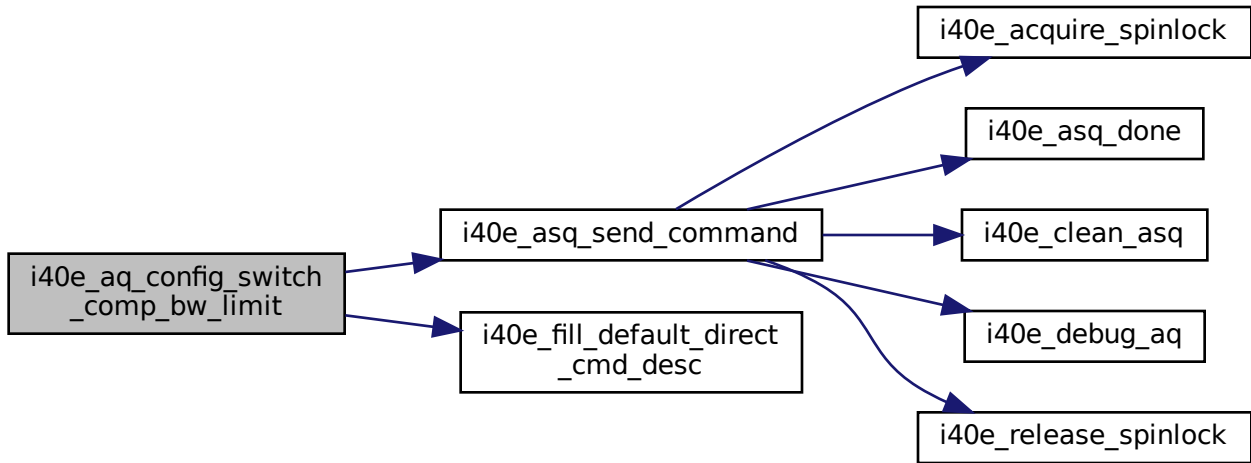 i40e_acquire_spinlock
i40e_asq_done
i40e_asq_send_command
i40e_clean_asq
i40e_aq_config_switch
_comp_bw_limit
i40e_debug_aq
i40e_fill_default_direct
_cmd_desc
i40e_release_spinlock